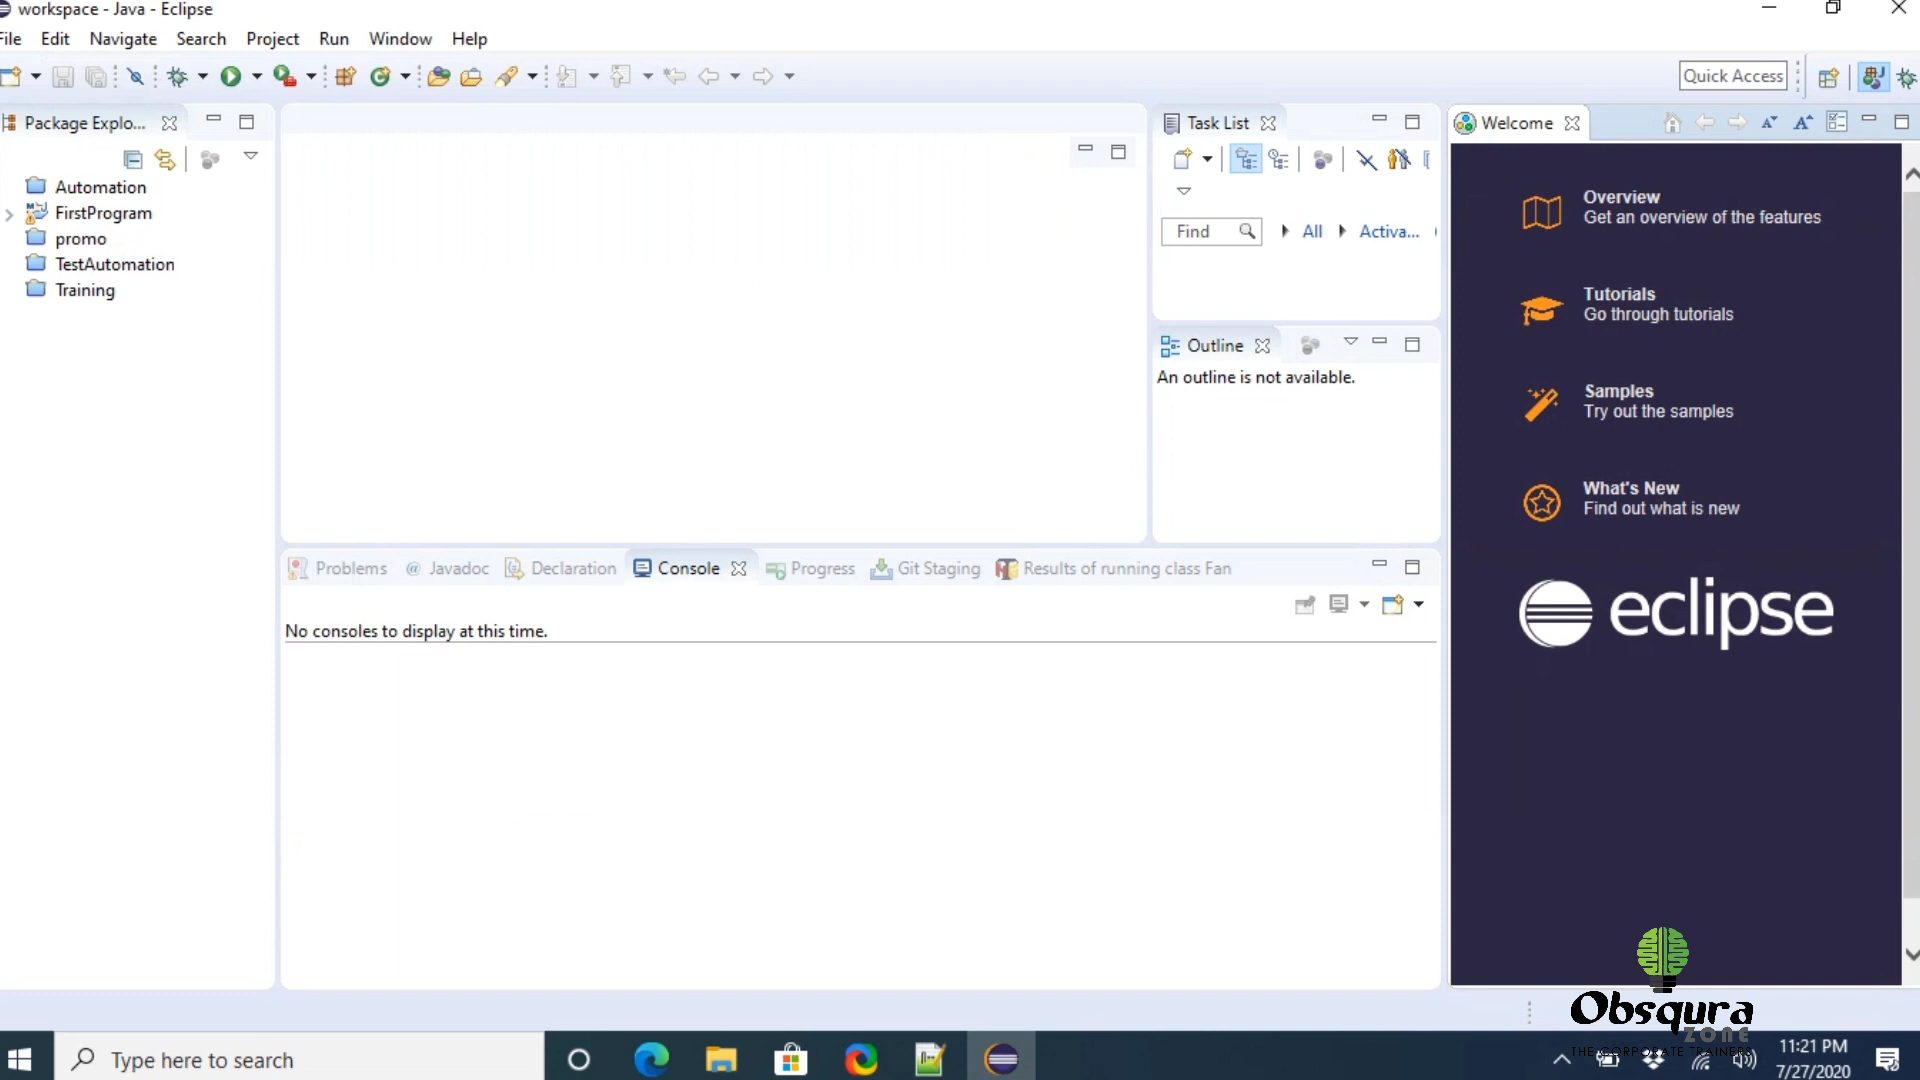 workspace - Java - Eclipse
File Edit Navigate Search Project Run Window Help
Quick Access
Package Explo...
Automation
FirstProgram
promo
TestAutomation
Training
Task List
Find
All
Activa...
Outline
An outline is not available.
Welcome
Overview
Get an overview of the features
Tutorials
Go through tutorials
Samples
Try out the samples
What's New
Find out what is new
eclipse
Problems @ Javadoc Declaration Console Progress Git Staging Results of running class Fan
No consoles to display at this time.
Obsqura
ZONE
THE CORPORATE TRAINERS
Type here to search
11:21 PM
7/27/2020